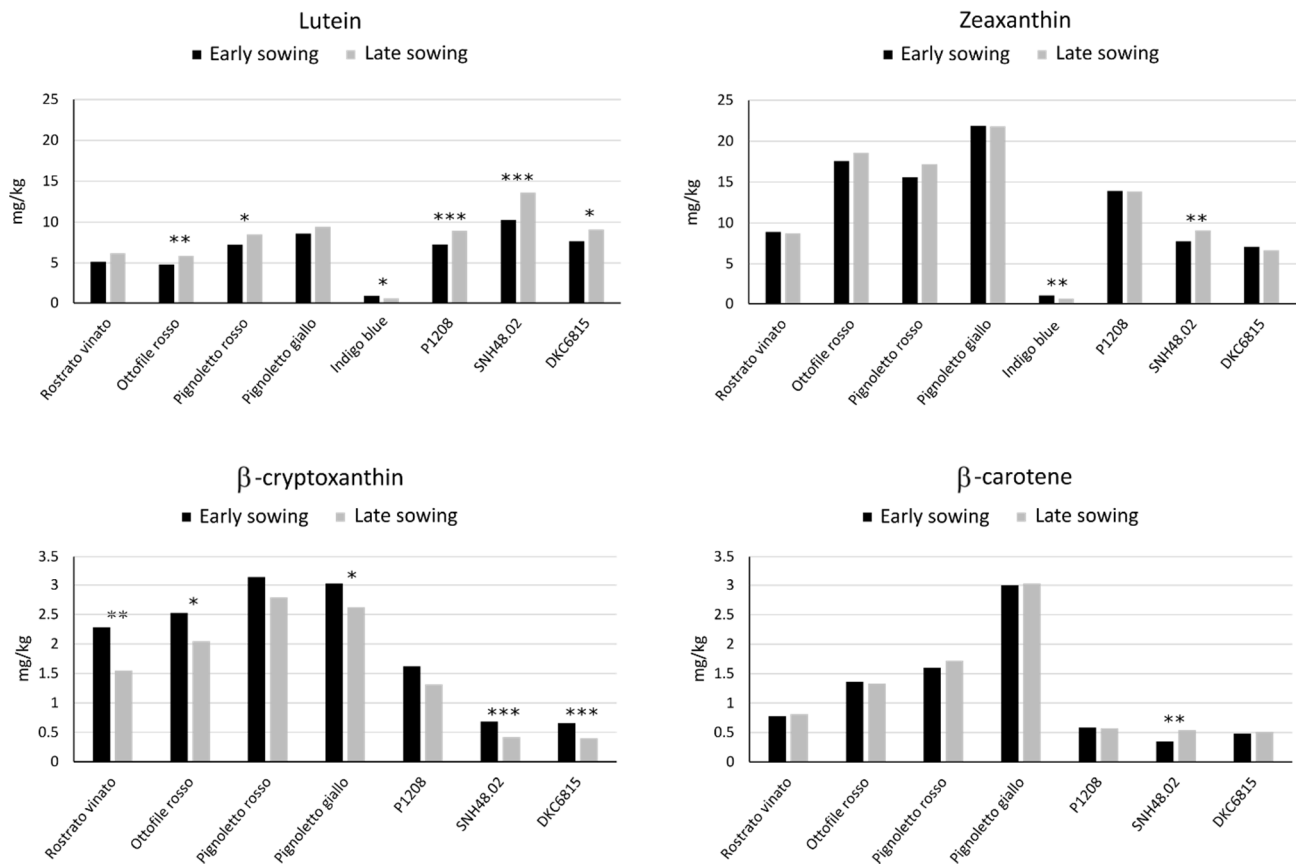 Lutein
Early sowing Late sowing
mg/kg
25
20
15
10
5
0
*
**
*
*
***
***
*
Rostrato vinato
Ottofile rosso
Pignoletto rosso
Pignoletto giallo
Indigo blue
P1208
SNH48.02
DKC6815
Zeaxanthin
Early sowing Late sowing
mg/kg
25
20
15
10
5
0
**
**
Rostrato vinato
Ottofile rosso
Pignoletto rosso
Pignoletto giallo
Indigo blue
P1208
SNH48.02
DKC6815
β-cryptoxanthin
Early sowing Late sowing
mg/kg
3.5
3
2.5
2
1.5
1
0.5
0
**
*
*
***
***
Rostrato vinato
Ottofile rosso
Pignoletto rosso
Pignoletto giallo
P1208
SNH48.02
DKC6815
β-carotene
Early sowing Late sowing
mg/kg
3.5
3
2.5
2
1.5
1
0.5
0
**
Rostrato vinato
Ottofile rosso
Pignoletto rosso
Pignoletto giallo
P1208
SNH48.02
DKC6815